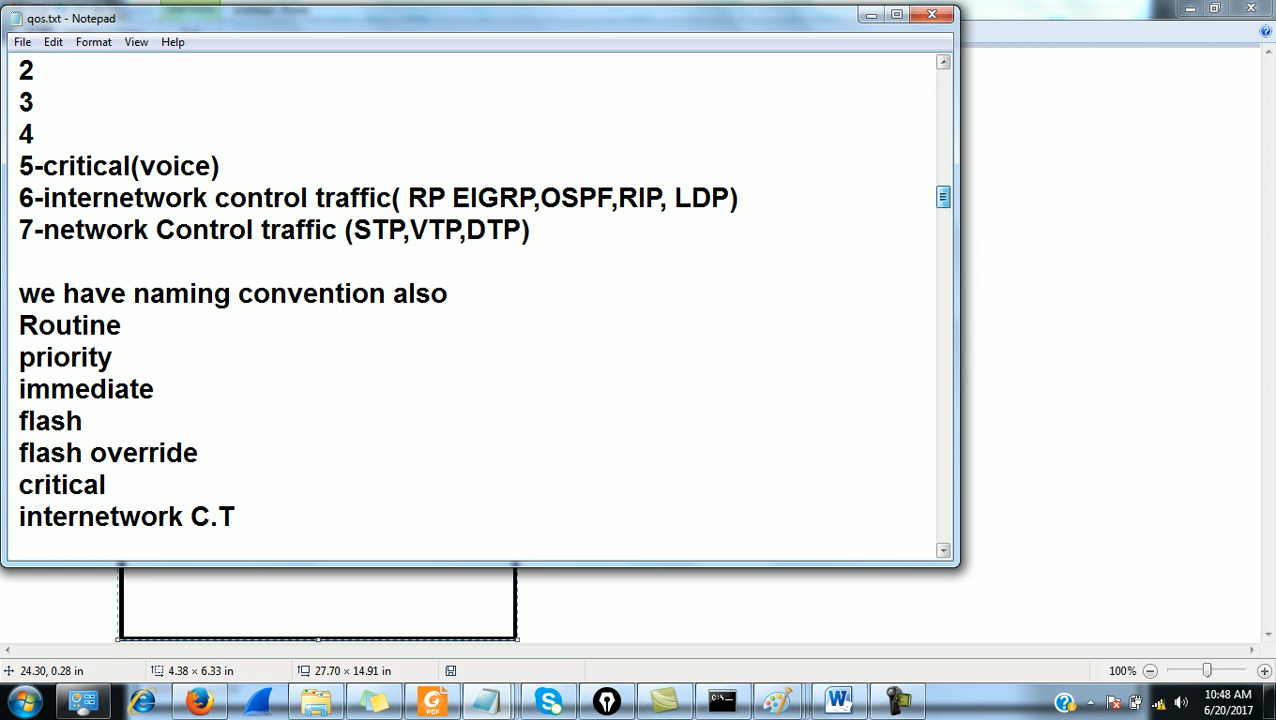 qos.txt - Notepad
File Edit Format View Help
2
3
4
5-critical(voice)
6-internetwork control traffic( RP EIGRP,OSPF,RIP, LDP)
7-network Control traffic (STP,VTP,DTP)
we have naming convention also
Routine
priority
immediate
flash
flash override
critical
internetwork C.T
24.30, 0.28 in 4.38 × 6.33 in 27.70 × 14.91 in 100%
PDF
10:48 AM
6/20/2017